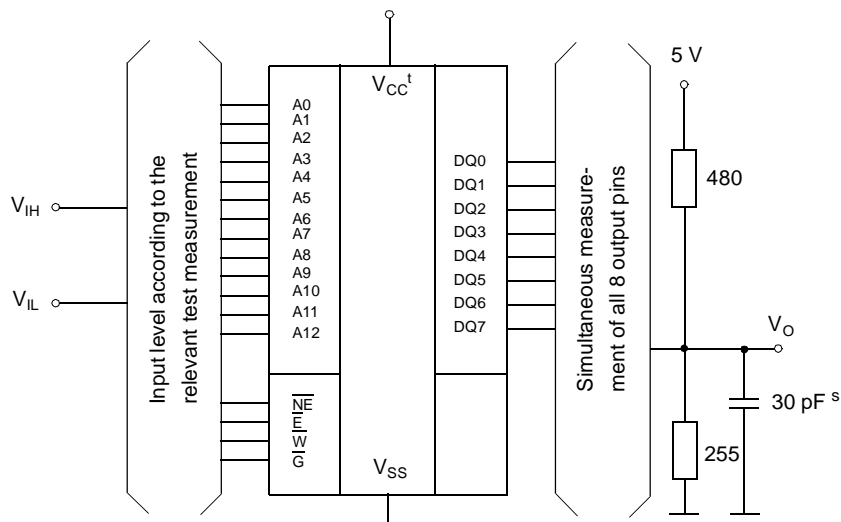 V_IH
V_IL
Input level according to the
relevant test measurement
A0
A1
A2
A3
A4
A5
A6
A7
A8
A9
A10
A11
A12
NE
E
W
G
V_CC^t
V_SS
DQ0
DQ1
DQ2
DQ3
DQ4
DQ5
DQ6
DQ7
Simultaneous measure-
ment of all 8 output pins
5 V
480
V_O
30 pF^s
255